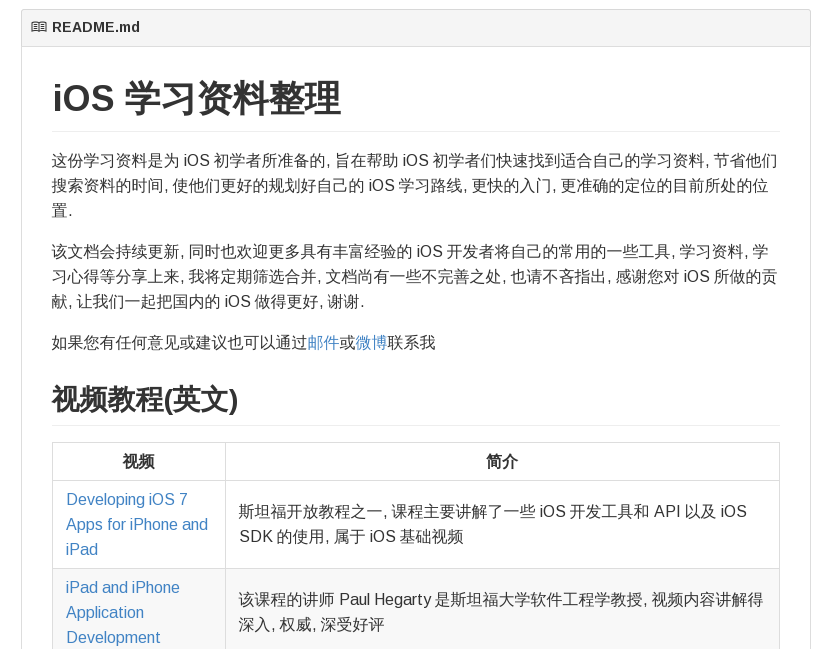 README.md
iOS 学习资料整理
这份学习资料是为 iOS 初学者所准备的, 旨在帮助 iOS 初学者们快速找到适合自己的学习资料, 节省他们
搜索资料的时间, 使他们更好的规划好自己的 iOS 学习路线, 更快的入门, 更准确的定位的目前所处的位
置.
该文档会持续更新, 同时也欢迎更多具有丰富经验的 iOS 开发者将自己的常用的一些工具, 学习资料, 学
习心得等分享上来, 我将定期筛选合并, 文档尚有一些不完善之处, 也请不吝指出, 感谢您对 iOS 所做的贡
献, 让我们一起把国内的 iOS 做得更好, 谢谢.
如果您有任何意见或建议也可以通过邮件或微博联系我
视频教程(英文)
视频 简介
Developing iOS 7
Apps for iPhone and
iPad
斯坦福开放教程之一, 课程主要讲解了一些 iOS 开发工具和 API 以及 iOS
SDK 的使用, 属于 iOS 基础视频
iPad and iPhone
Application
Development
该课程的讲师 Paul Hegarty 是斯坦福大学软件工程学教授, 视频内容讲解得
深入, 权威, 深受好评